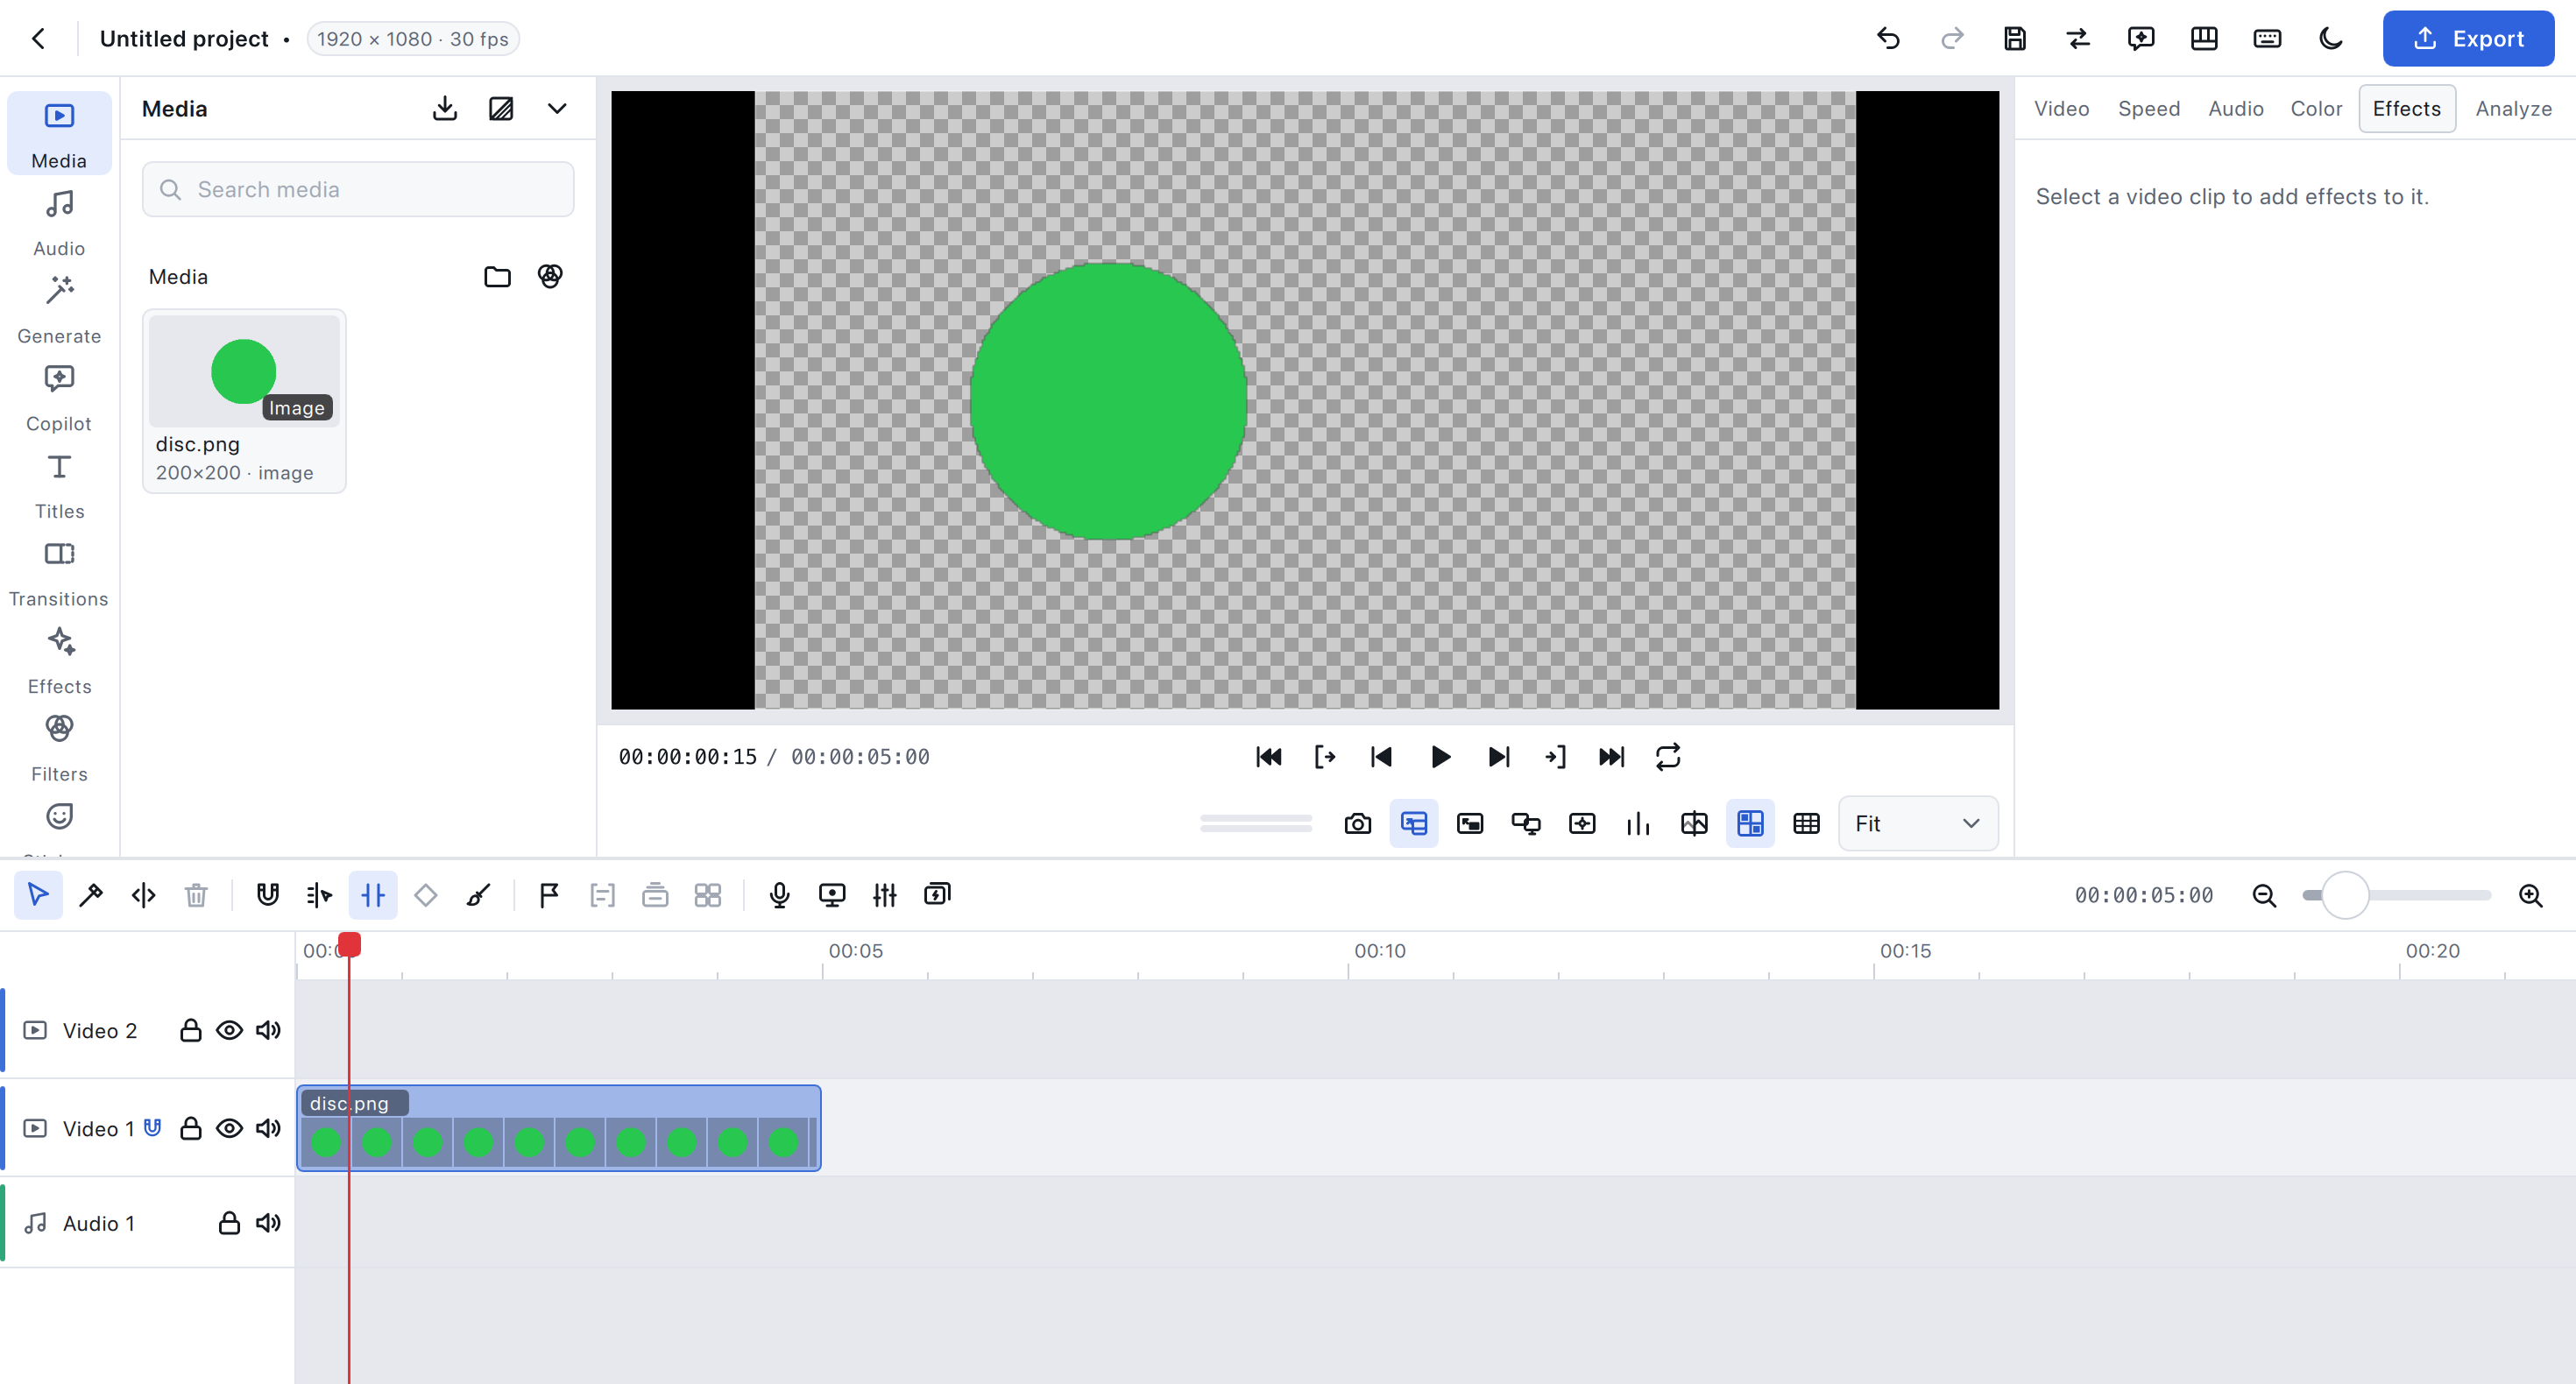 Untitled project •
1920 × 1080 · 30 fps
Export
Media
Audio
Generate
Copilot
Titles
Transitions
Effects
Filters
Media
Search media
Media
Image
disc.png
200×200 · image
Video
Speed
Audio
Color
Effects
Analyze
Select a video clip to add effects to it.
00:00:00:15 / 00:00:05:00
Fit
00:00:05:00
00:05
00:10
00:15
00:20
Video 2
Video 1
disc.png
Audio 1